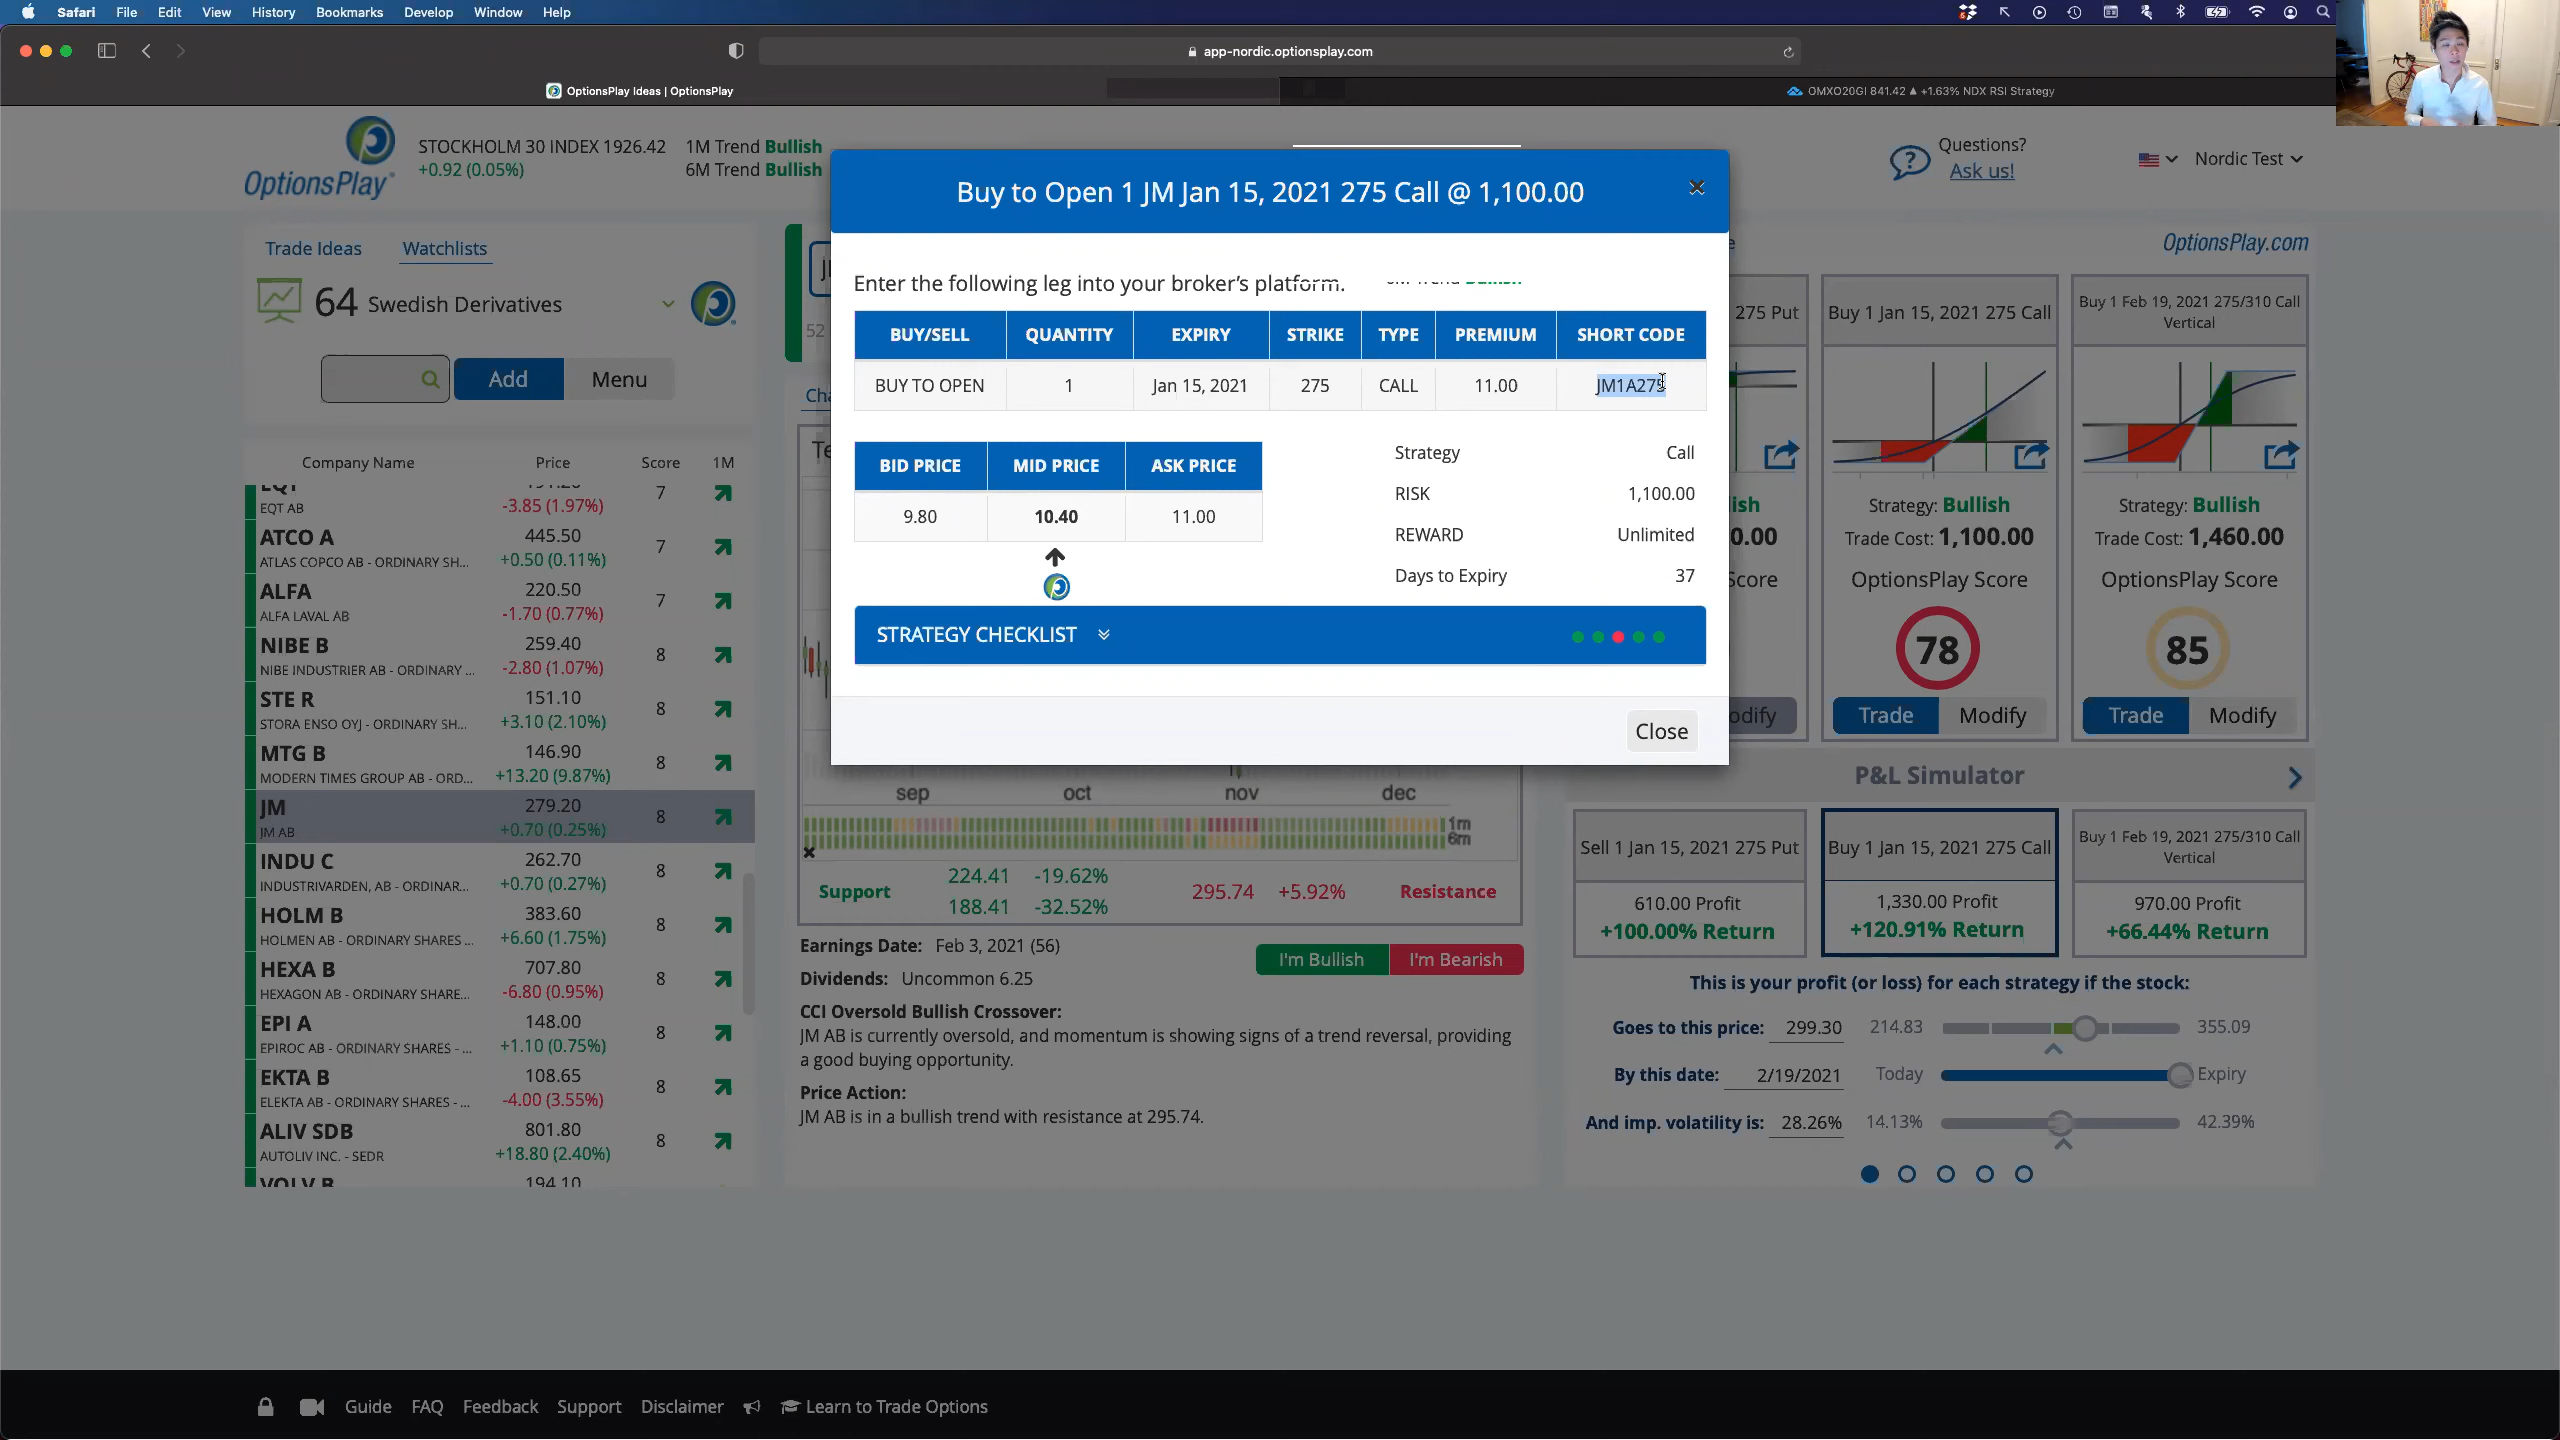 Safari File Edit View History Bookmarks Develop Window Help
app-nordic.optionsplay.com
OptionsPlay Ideas | OptionsPlay
OMXO20GI 841.42 ▲ +1.63% NDX RSI Strategy
OptionsPlay
STOCKHOLM 30 INDEX 1926.42
+0.92 (0.05%)
1M Trend Bullish
6M Trend Bullish
Questions?
Ask us!
Nordic Test
Buy to Open 1 JM Jan 15, 2021 275 Call @ 1,100.00
Enter the following leg into your broker's platform.
BUY/SELL QUANTITY EXPIRY STRIKE TYPE PREMIUM SHORT CODE
BUY TO OPEN 1 Jan 15, 2021 275 CALL 11.00 JM1A275
BID PRICE MID PRICE ASK PRICE
9.80 10.40 11.00
Strategy Call
RISK 1,100.00
REWARD Unlimited
Days to Expiry 37
STRATEGY CHECKLIST
Close
Trade Ideas Watchlists
64 Swedish Derivatives
Add Menu
Company Name Price Score 1M
EQT AB -3.85 (1.97%) 7
ATCO A 445.50 7
ATLAS COPCO AB - ORDINARY SH... +0.50 (0.11%)
ALFA 220.50 7
ALFA LAVAL AB -1.70 (0.77%)
NIBE B 259.40 8
NIBE INDUSTRIER AB - ORDINARY ... -2.80 (1.07%)
STE R 151.10 8
STORA ENSO OYJ - ORDINARY SH... +3.10 (2.10%)
MTG B 146.90 8
MODERN TIMES GROUP AB - ORD... +13.20 (9.87%)
JM 279.20 8
JM AB +0.70 (0.25%)
INDU C 262.70 8
INDUSTRIVARDEN, AB - ORDINAR... +0.70 (0.27%)
HOLM B 383.60 8
HOLMEN AB - ORDINARY SHARES ... +6.60 (1.75%)
HEXA B 707.80 8
HEXAGON AB - ORDINARY SHARE... -6.80 (0.95%)
EPI A 148.00 8
EPIROC AB - ORDINARY SHARES - ... +1.10 (0.75%)
EKTA B 108.65 8
ELEKTA AB - ORDINARY SHARES - ... -4.00 (3.55%)
ALIV SDB 801.80 8
AUTOLIV INC. - SEDR +18.80 (2.40%)
VOLV B 194.10
52
sep oct nov dec
1m
6m
Support 224.41 -19.62% 295.74 +5.92% Resistance
188.41 -32.52%
Earnings Date: Feb 3, 2021 (56)
I'm Bullish I'm Bearish
Dividends: Uncommon 6.25
CCI Oversold Bullish Crossover:
JM AB is currently oversold, and momentum is showing signs of a trend reversal, providing
a good buying opportunity.
Price Action:
JM AB is in a bullish trend with resistance at 295.74.
OptionsPlay.com
275 Put
Buy 1 Jan 15, 2021 275 Call
Buy 1 Feb 19, 2021 275/310 Call
Vertical
Strategy: Bullish
Trade Cost: 1,100.00
OptionsPlay Score
78
Trade Modify
Strategy: Bullish
Trade Cost: 1,460.00
OptionsPlay Score
85
Trade Modify
P&L Simulator
Sell 1 Jan 15, 2021 275 Put
610.00 Profit
+100.00% Return
Buy 1 Jan 15, 2021 275 Call
1,330.00 Profit
+120.91% Return
Buy 1 Feb 19, 2021 275/310 Call
Vertical
970.00 Profit
+66.44% Return
This is your profit (or loss) for each strategy if the stock:
Goes to this price: 299.30 214.83 355.09
By this date: 2/19/2021 Today Expiry
And imp. volatility is: 28.26% 14.13% 42.39%
Guide FAQ Feedback Support Disclaimer Learn to Trade Options